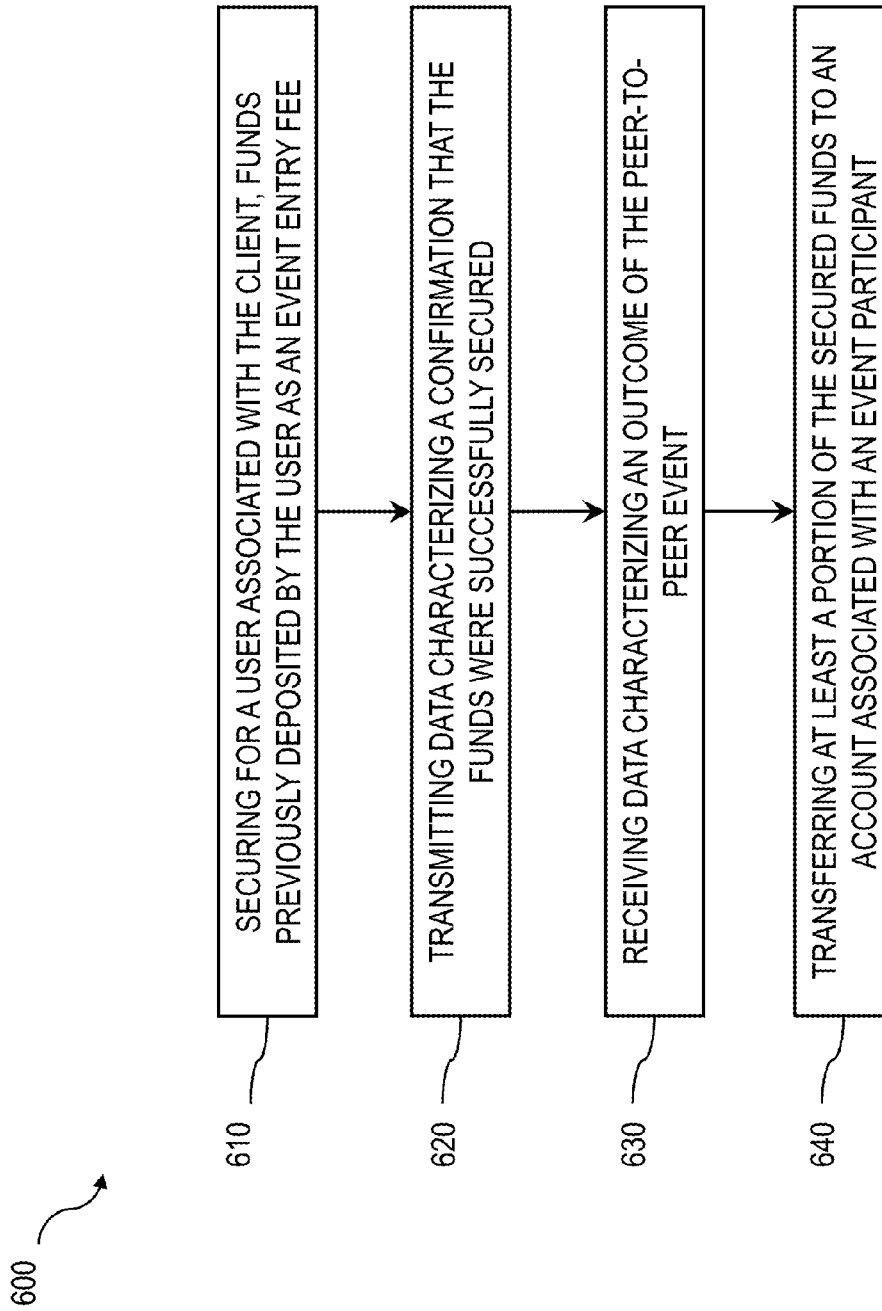 600
610
SECURING FOR A USER ASSOCIATED WITH THE CLIENT, FUNDS
PREVIOUSLY DEPOSITED BY THE USER AS AN EVENT ENTRY FEE
620
TRANSMITTING DATA CHARACTERIZING A CONFIRMATION THAT THE
FUNDS WERE SUCCESSFULLY SECURED
630
RECEIVING DATA CHARACTERIZING AN OUTCOME OF THE PEER-TO-
PEER EVENT
640
TRANSFERRING AT LEAST A PORTION OF THE SECURED FUNDS TO AN
ACCOUNT ASSOCIATED WITH AN EVENT PARTICIPANT